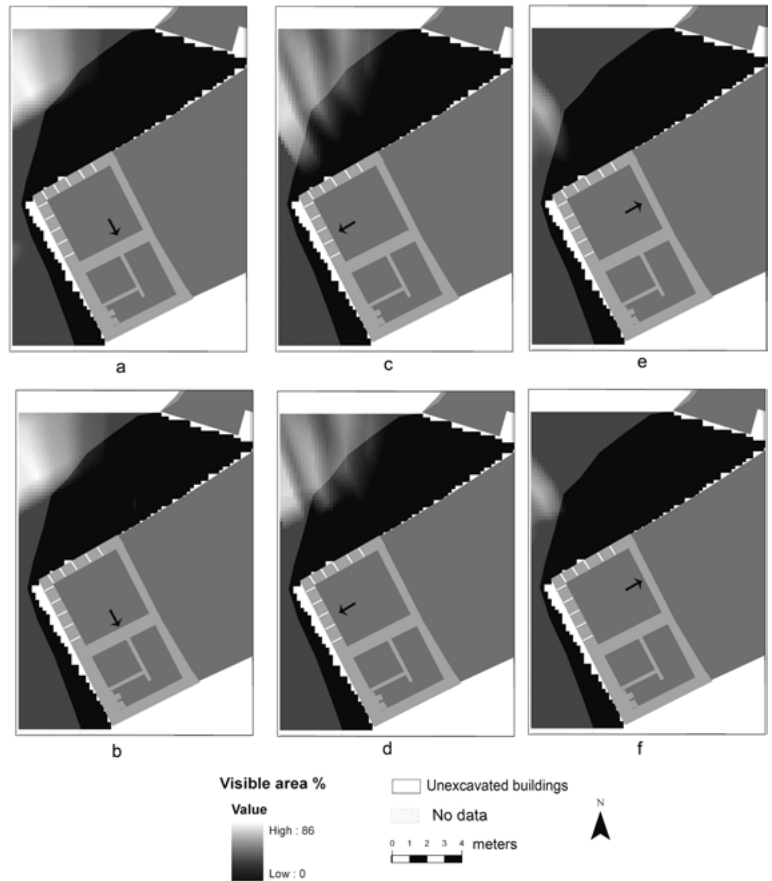 a
c
e
b
d
f
Visible area %
Value
High : 86
Low : 0
Unexcavated buildings
No data
0 1 2 3 4
meters
N